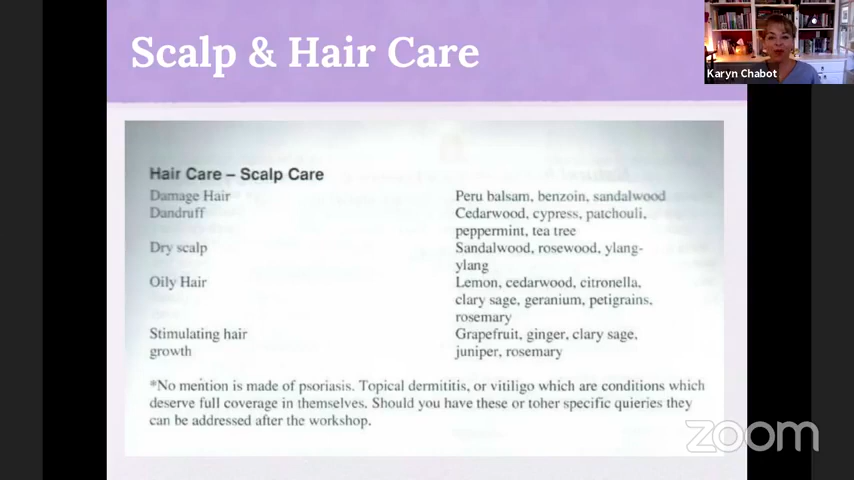 Scalp & Hair Care
Karyn Chabot
Hair Care – Scalp Care
Damage Hair Peru balsam, benzoin, sandalwood
Dandruff Cedarwood, cypress, patchouli,
peppermint, tea tree
Dry scalp Sandalwood, rosewood, ylang-
ylang
Oily Hair Lemon, cedarwood, citronella,
clary sage, geranium, petigrains,
rosemary
Stimulating hair Grapefruit, ginger, clary sage,
growth juniper, rosemary
*No mention is made of psoriasis. Topical dermititis, or vitiligo which are conditions which
deserve full coverage in themselves. Should you have these or toher specific quieries they
can be addressed after the workshop.
zoom